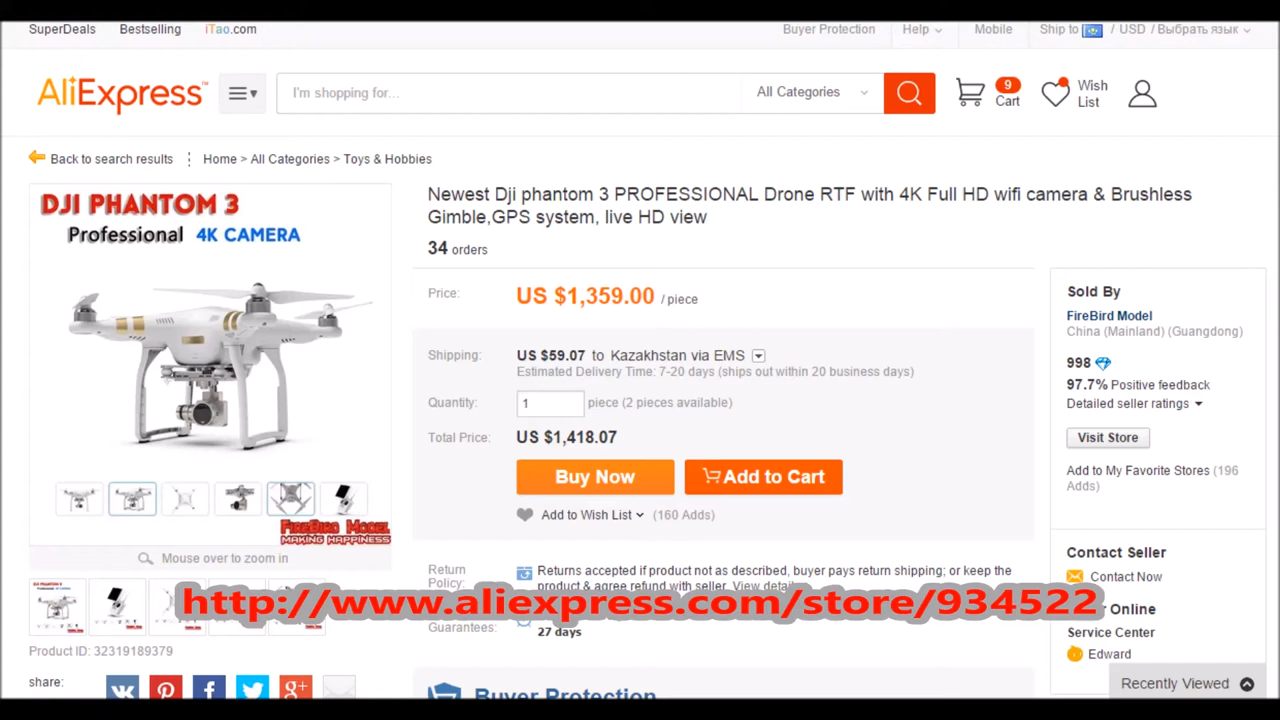 SuperDeals Bestselling iTao.com Buyer Protection Help Mobile Ship to / USD / Выбрать язык
AliExpress™ I'm shopping for... All Categories 9 Cart Wish List
Back to search results Home > All Categories > Toys & Hobbies
DJI PHANTOM 3
Professional 4K CAMERA
FIREBIRD MODEL
MAKING HAPPINESS
Mouse over to zoom in
Product ID: 32319189379
share:
Newest Dji phantom 3 PROFESSIONAL Drone RTF with 4K Full HD wifi camera & Brushless
Gimble,GPS system, live HD view
34 orders
Price: US $1,359.00 / piece
Shipping: US $59.07 to Kazakhstan via EMS
Estimated Delivery Time: 7-20 days (ships out within 20 business days)
Quantity: 1 piece (2 pieces available)
Total Price: US $1,418.07
Buy Now Add to Cart
Add to Wish List (160 Adds)
Return Policy: Returns accepted if product not as described, buyer pays return shipping; or keep the
product & agree refund with seller. View
http://www.aliexpress.com/store/934522
Guarantees: 27 days
Buyer Protection
Sold By
FireBird Model
China (Mainland) (Guangdong)
998
97.7% Positive feedback
Detailed seller ratings
Visit Store
Add to My Favorite Stores (196
Adds)
Contact Seller
Contact Now
Online
Service Center
Edward
Recently Viewed